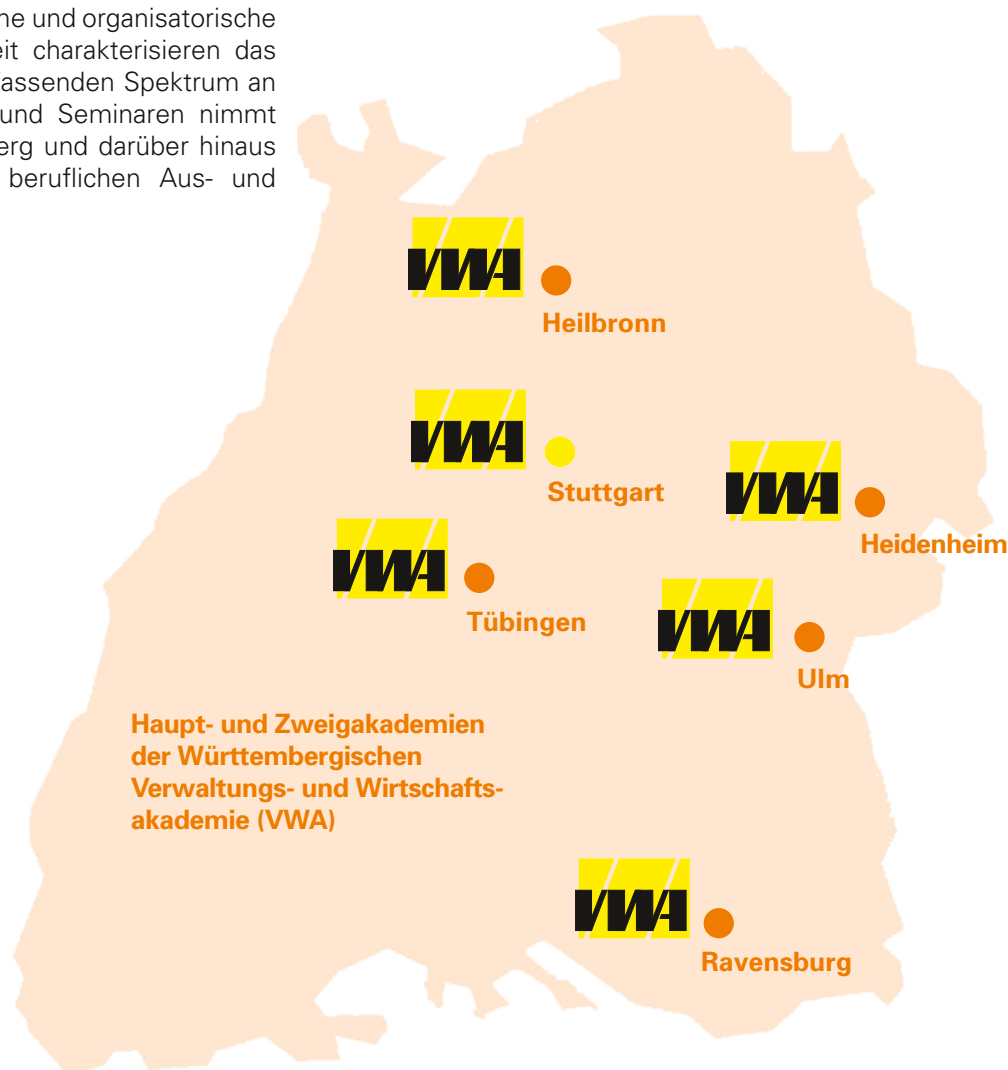 ne und organisatorische
eit charakterisieren das
fassenden Spektrum an
und Seminaren nimmt
erg und darüber hinaus
beruflichen Aus- und
VWA
Heilbronn
VWA
Stuttgart
VWA
Heidenheim
VWA
Tübingen
VWA
Ulm
Haupt- und Zweigakademien
der Württembergischen
Verwaltungs- und Wirtschafts-
akademie (VWA)
VWA
Ravensburg